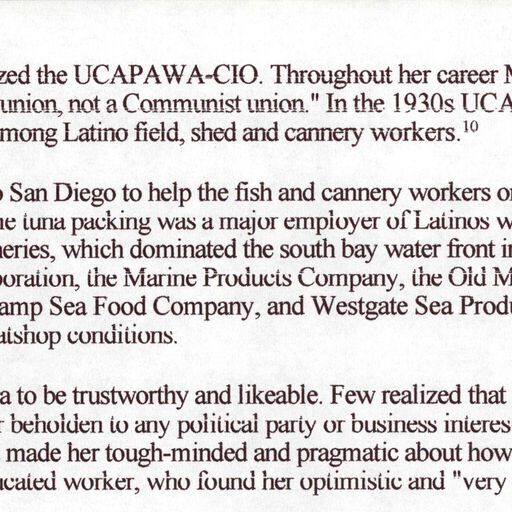 zed the UCAPAWA-CIO. Throughout her career M
union, not a Communist union." In the 1930s UCA
mong Latino field, shed and cannery workers.10
San Diego to help the fish and cannery workers o
he tuna packing was a major employer of Latinos w
neries, which dominated the south bay water front in
poration, the Marine Products Company, the Old M
amp Sea Food Company, and Westgate Sea Produ
atshop conditions.
a to be trustworthy and likeable. Few realized that
r beholden to any political party or business interes
made her tough-minded and pragmatic about how
ucated worker, who found her optimistic and "very